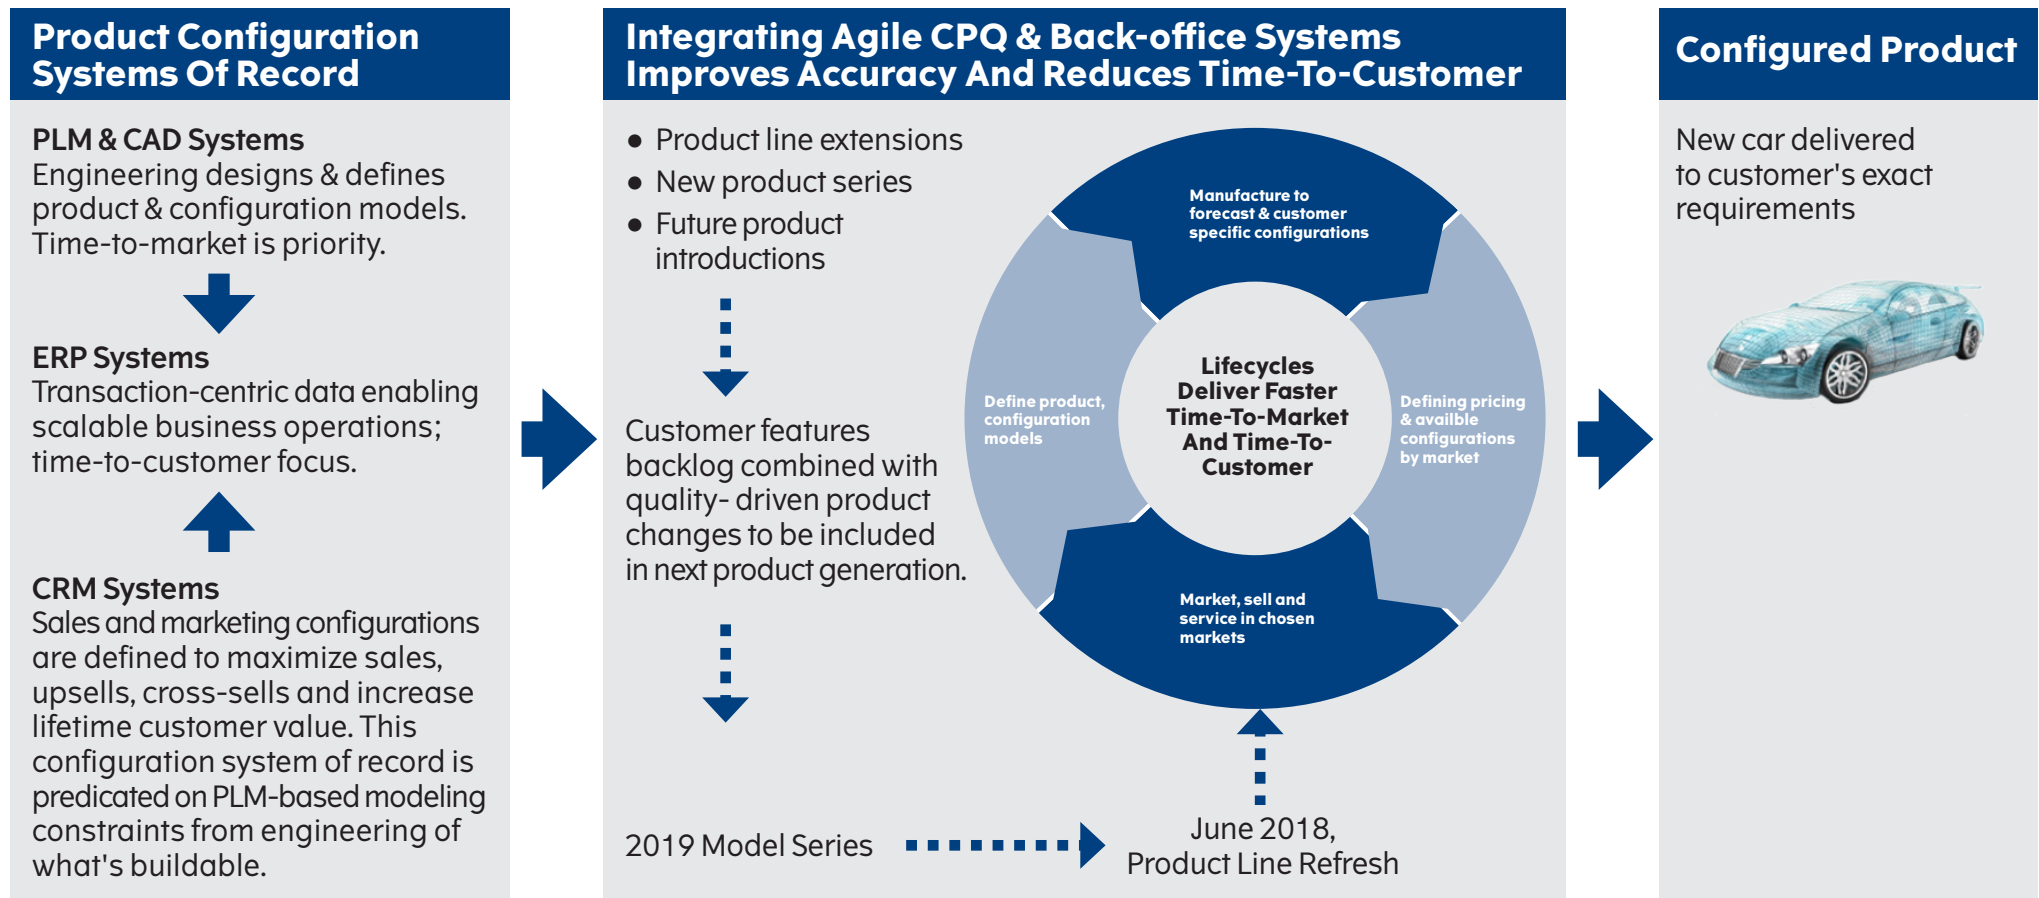 Product Configuration
Systems Of Record
PLM & CAD Systems
Engineering designs & defines
product & configuration models.
Time-to-market is priority.
ERP Systems
Transaction-centric data enabling
scalable business operations;
time-to-customer focus.
CRM Systems
Sales and marketing configurations
are defined to maximize sales,
upsells, cross-sells and increase
lifetime customer value. This
configuration system of record is
predicated on PLM-based modeling
constraints from engineering of
what's buildable.
Integrating Agile CPQ & Back-office Systems
Improves Accuracy And Reduces Time-To-Customer
● Product line extensions
● New product series
● Future product
introductions
Customer features
backlog combined with
quality- driven product
changes to be included
in next product generation.
2019 Model Series
June 2018,
Product Line Refresh
Manufacture to
forecast & customer
specific configurations
Defining pricing
& availble
configurations
by market
Market, sell and
service in chosen
markets
Define product,
configuration
models
Lifecycles
Deliver Faster
Time-To-Market
And Time-To-
Customer
Configured Product
New car delivered
to customer's exact
requirements